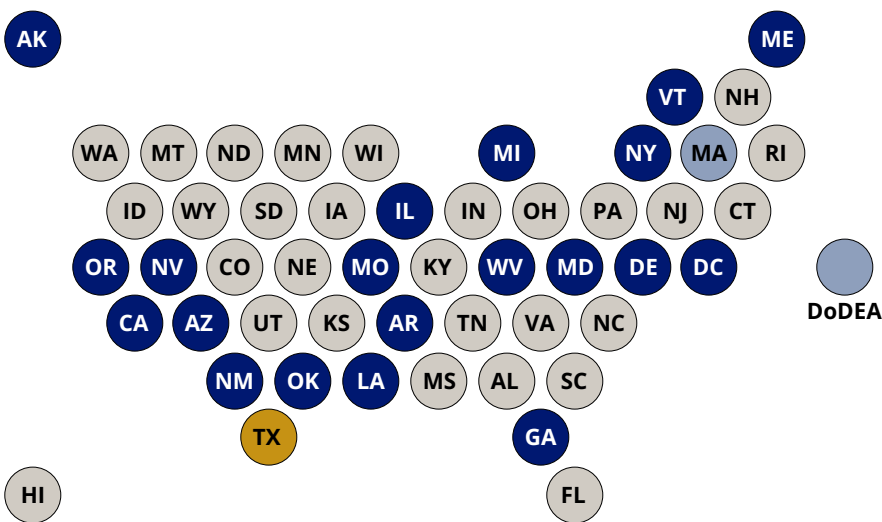 AK ME
VT NH
WA MT ND MN WI MI NY MA RI
ID WY SD IA IL IN OH PA NJ CT
OR NV CO NE MO KY WV MD DE DC
DoDEA
CA AZ UT KS AR TN VA NC
NM OK LA MS AL SC
TX GA
HI FL